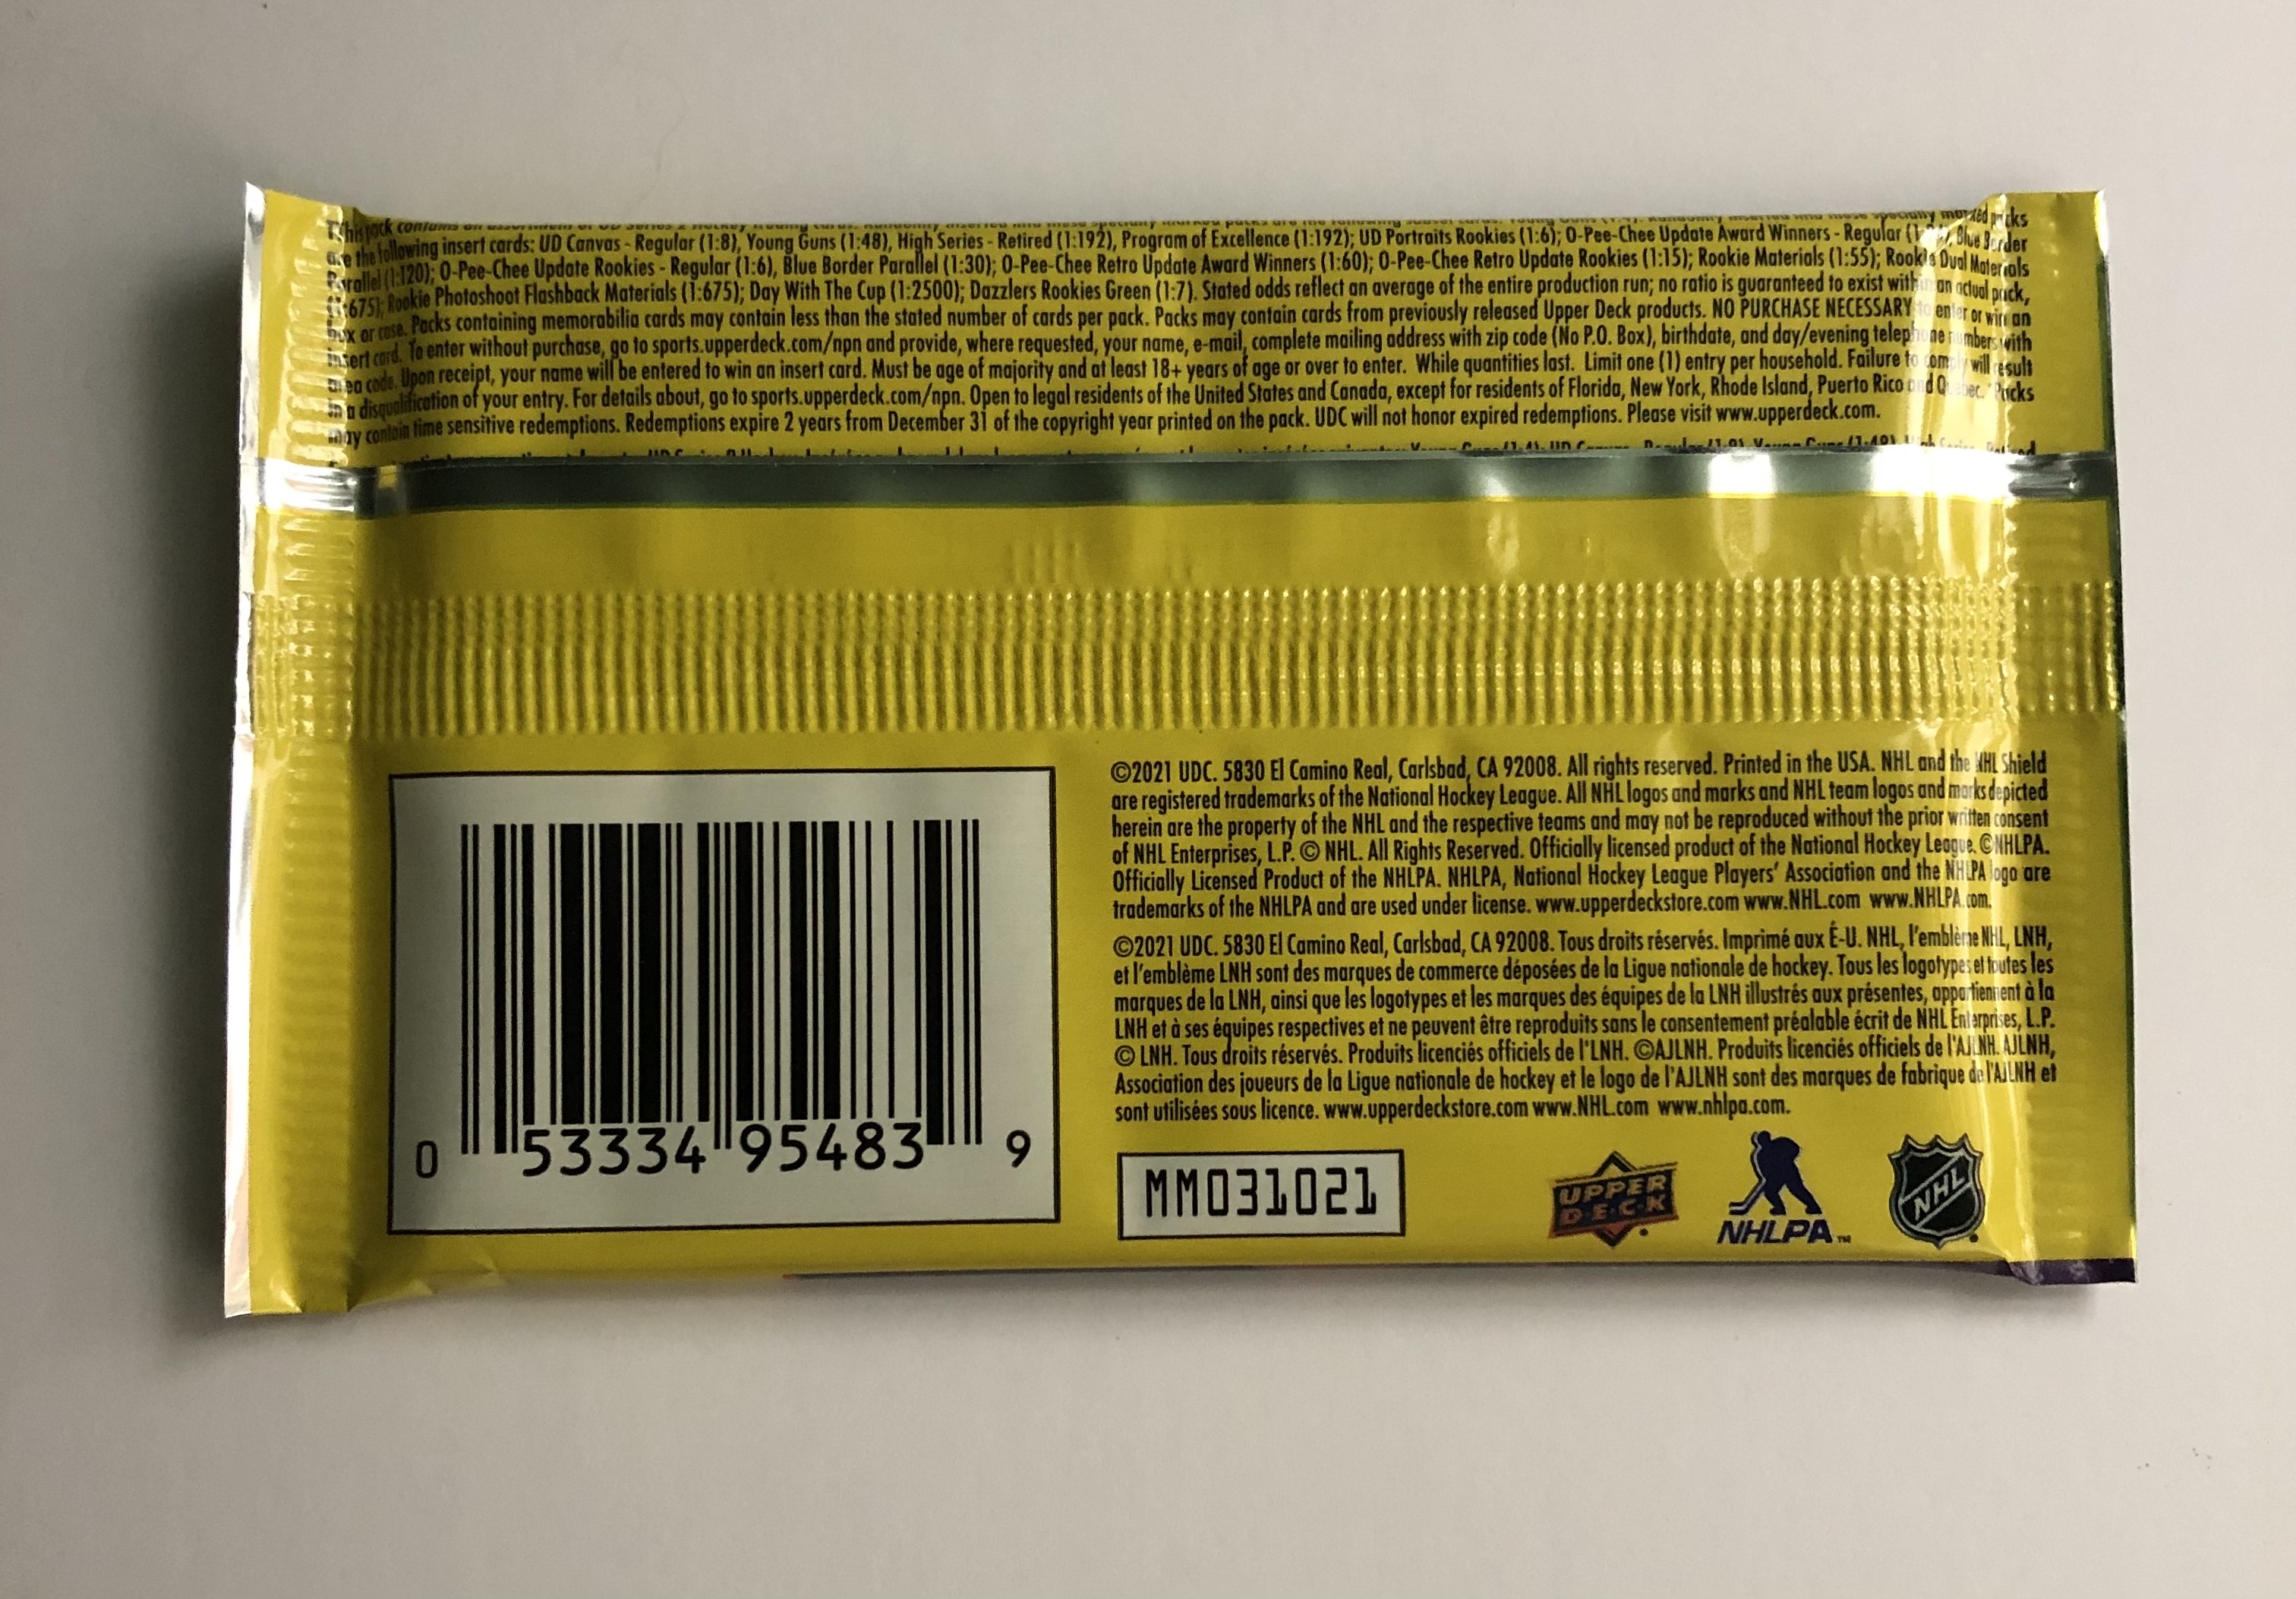 This pack contains an assortment of UD Series 2 hockey trading cards. Randomly inserted into these specially marked packs are the following subset cards: Young Guns (1:4). Randomly inserted into these specially marked packs
are the following insert cards: UD Canvas - Regular (1:8), Young Guns (1:48), High Series - Retired (1:192), Program of Excellence (1:192); UD Portraits Rookies (1:6); O-Pee-Chee Update Award Winners - Regular Blue Border
Parallel (1:120); O-Pee-Chee Update Rookies - Regular (1:6), Blue Border Parallel (1:30); O-Pee-Chee Retro Update Award Winners (1:60); O-Pee-Chee Retro Update Rookies (1:15); Rookie Materials (1:55); Rookie Dual Materials
(1:675); Rookie Photoshoot Flashback Materials (1:675); Day With The Cup (1:2500); Dazzlers Rookies Green (1:7). Stated odds reflect an average of the entire production run; no ratio is guaranteed to exist within an actual pack,
box or case. Packs containing memorabilia cards may contain less than the stated number of cards per pack. Packs may contain cards from previously released Upper Deck products. NO PURCHASE NECESSARY to enter or win an
insert card. To enter without purchase, go to sports.upperdeck.com/npn and provide, where requested, your name, e-mail, complete mailing address with zip code (No P.O. Box), birthdate, and day/evening telephone numbers with
area code. Upon receipt, your name will be entered to win an insert card. Must be age of majority and at least 18+ years of age or over to enter. While quantities last. Limit one (1) entry per household. Failure to comply will result
in a disqualification of your entry. For details about, go to sports.upperdeck.com/npn. Open to legal residents of the United States and Canada, except for residents of Florida, New York, Rhode Island, Puerto Rico and Quebec. Packs
may contain time sensitive redemptions. Redemptions expire 2 years from December 31 of the copyright year printed on the pack. UDC will not honor expired redemptions. Please visit www.upperdeck.com.
©2021 UDC. 5830 El Camino Real, Carlsbad, CA 92008. All rights reserved. Printed in the USA. NHL and the NHL Shield
are registered trademarks of the National Hockey League. All NHL logos and marks and NHL team logos and marks depicted
herein are the property of the NHL and the respective teams and may not be reproduced without the prior written consent
of NHL Enterprises, L.P. © NHL. All Rights Reserved. Officially licensed product of the National Hockey League. ©NHLPA.
Officially Licensed Product of the NHLPA. NHLPA, National Hockey League Players' Association and the NHLPA logo are
trademarks of the NHLPA and are used under license. www.upperdeckstore.com www.NHL.com www.NHLPA.com.
©2021 UDC. 5830 El Camino Real, Carlsbad, CA 92008. Tous droits réservés. Imprimé aux É-U. NHL, l'emblème NHL, LNH,
et l'emblème LNH sont des marques de commerce déposées de la Ligue nationale de hockey. Tous les logotypes et toutes les
marques de la LNH, ainsi que les logotypes et les marques des équipes de la LNH illustrés aux présentes, appartiennent à la
LNH et à ses équipes respectives et ne peuvent être reproduits sans le consentement préalable écrit de NHL Enterprises, L.P.
© LNH. Tous droits réservés. Produits licenciés officiels de l'LNH. ©AJLNH. Produits licenciés officiels de l'AJLNH. AJLNH,
Association des joueurs de la Ligue nationale de hockey et le logo de l'AJLNH sont des marques de fabrique de l'AJLNH et
sont utilisées sous licence. www.upperdeckstore.com www.NHL.com www.nhlpa.com.
0 53334 95483 9
MM031021
UPPER
D·E·C·K
NHLPA™
NHL